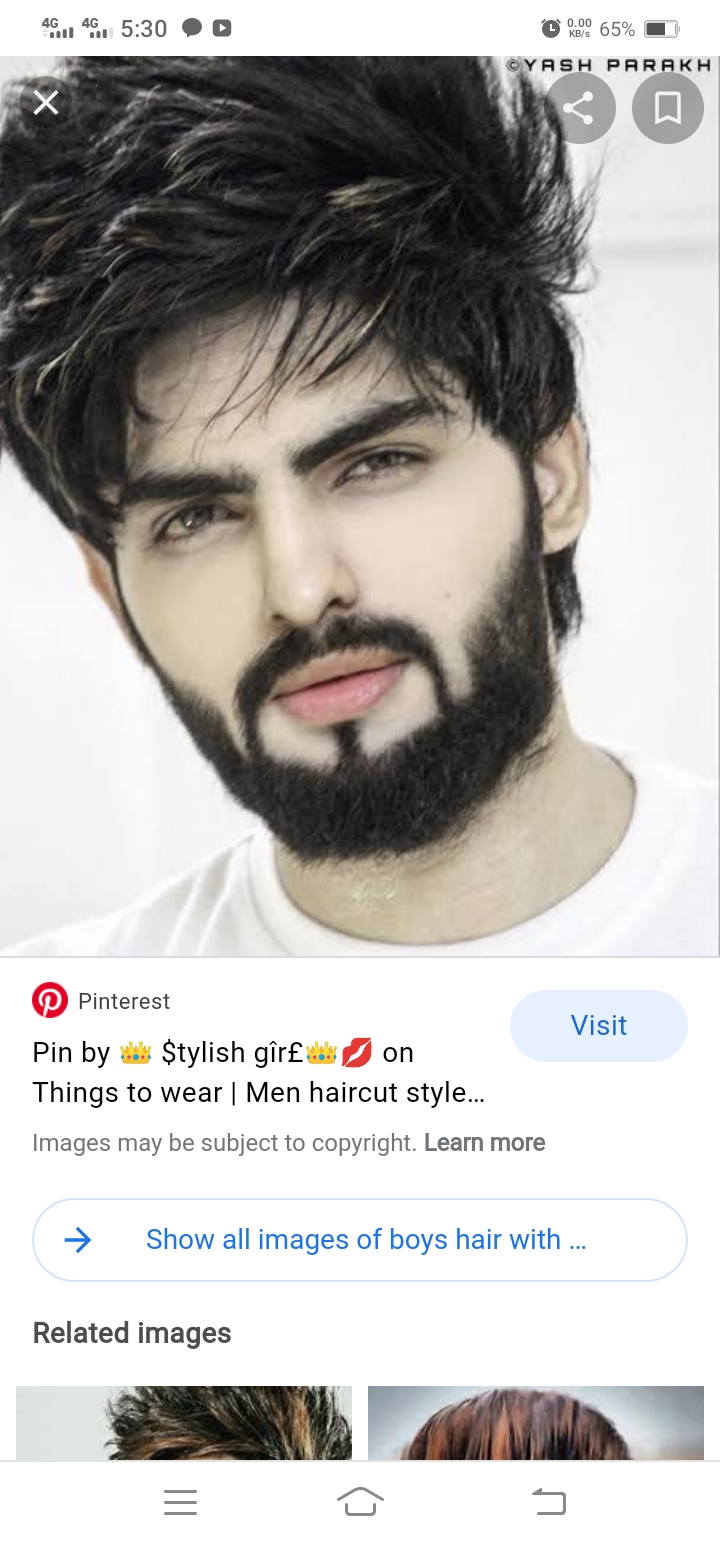 4G 4G 5:30 0.00 KB/s 65%
©YASH PARAKH
Pinterest
Visit
Pin by 👑 $tylish gîr£👑💋 on
Things to wear | Men haircut style...
Images may be subject to copyright. Learn more
Show all images of boys hair with ...
Related images